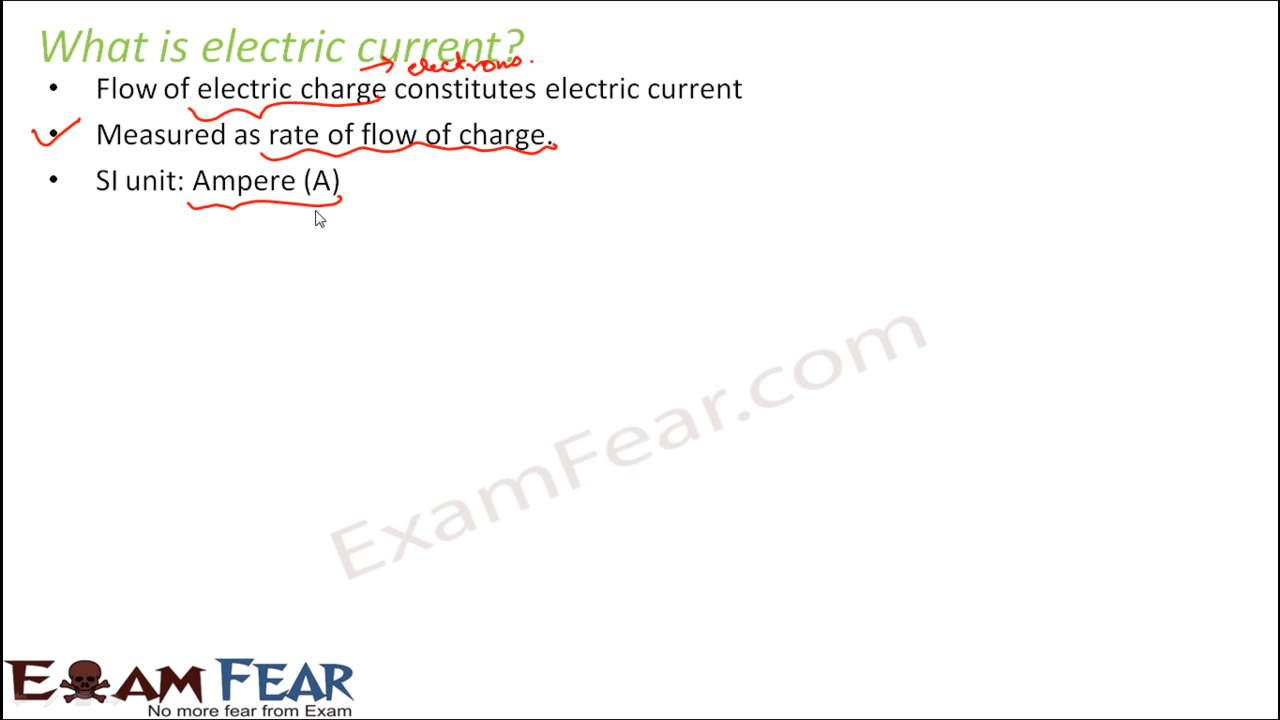 What is electric current?
→ electrons.
• Flow of electric charge constitutes electric current
• Measured as rate of flow of charge.
• SI unit: Ampere (A)
ExamFear.com
EXAM FEAR
No more fear from Exam